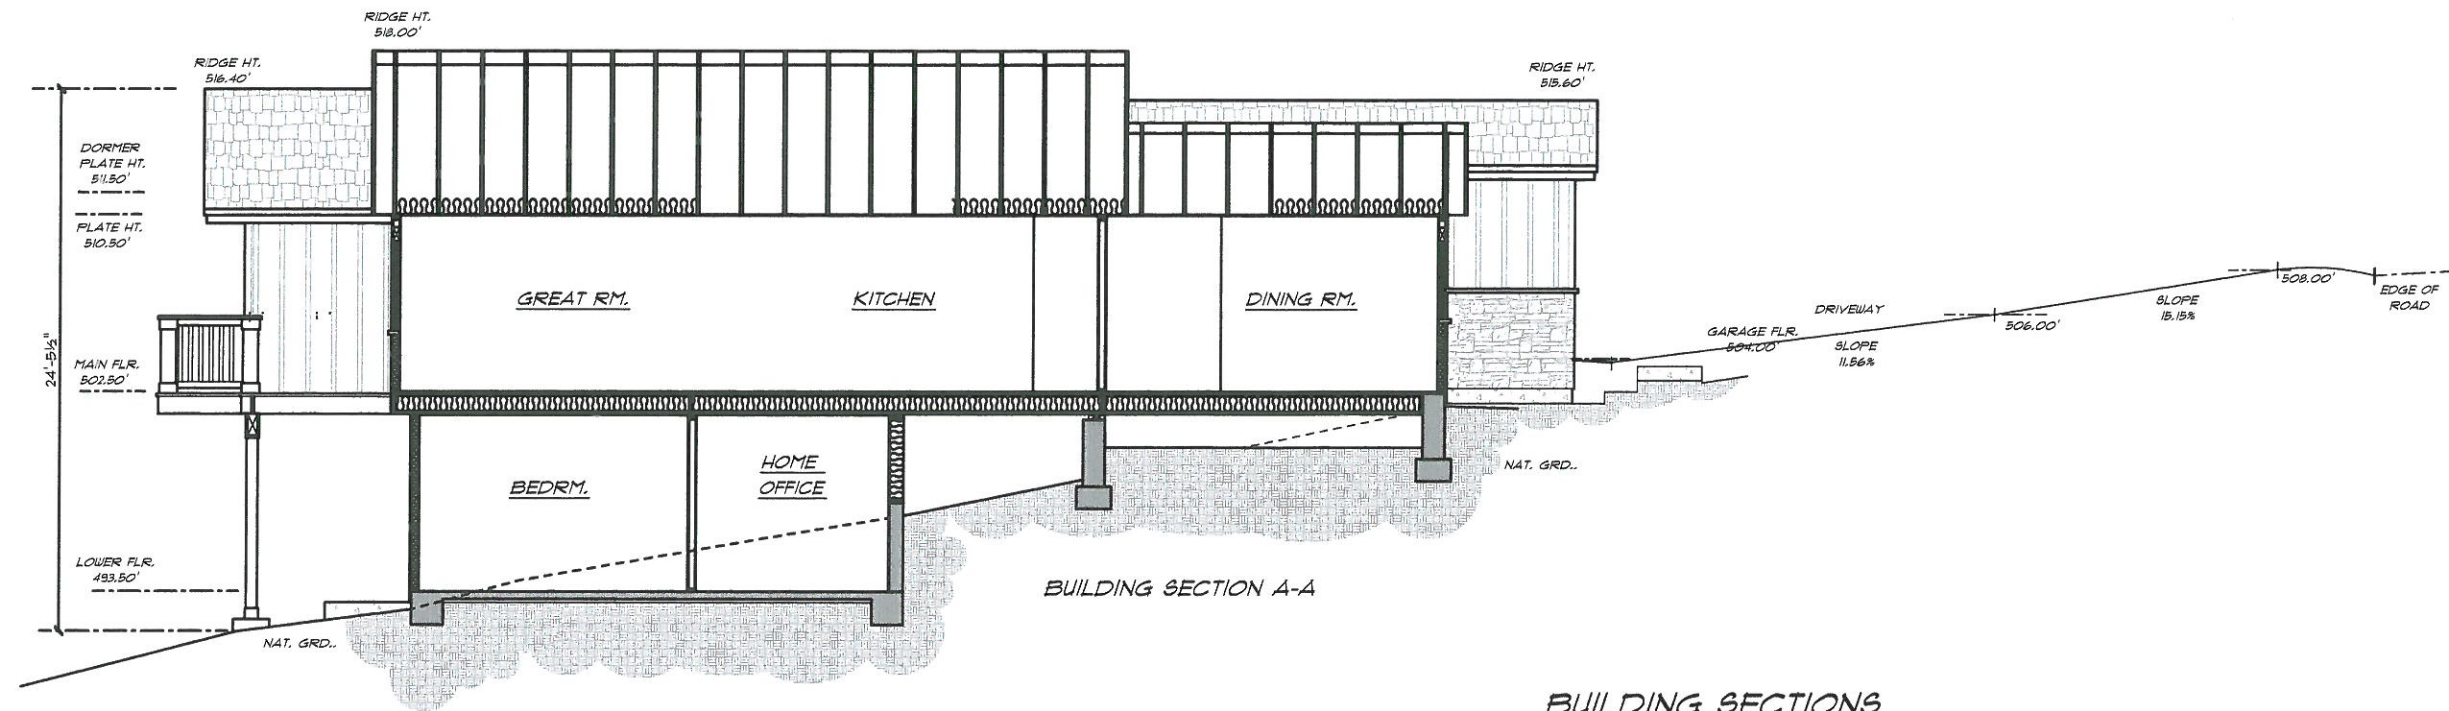 RIDGE HT.
518.00'
RIDGE HT.
516.40'
RIDGE HT.
515.60'
DORMER
PLATE HT.
511.50'
PLATE HT.
510.50'
24'-5½"
MAIN FLR.
502.50'
LOWER FLR.
493.50'
NAT. GRD..
GREAT RM.
KITCHEN
DINING RM.
BEDRM.
HOME
OFFICE
NAT. GRD..
GARAGE FLR.
504.00'
DRIVEWAY
SLOPE
11.56%
506.00'
SLOPE
15.15%
508.00'
EDGE OF
ROAD
BUILDING SECTION A-A
BUILDING SECTIONS